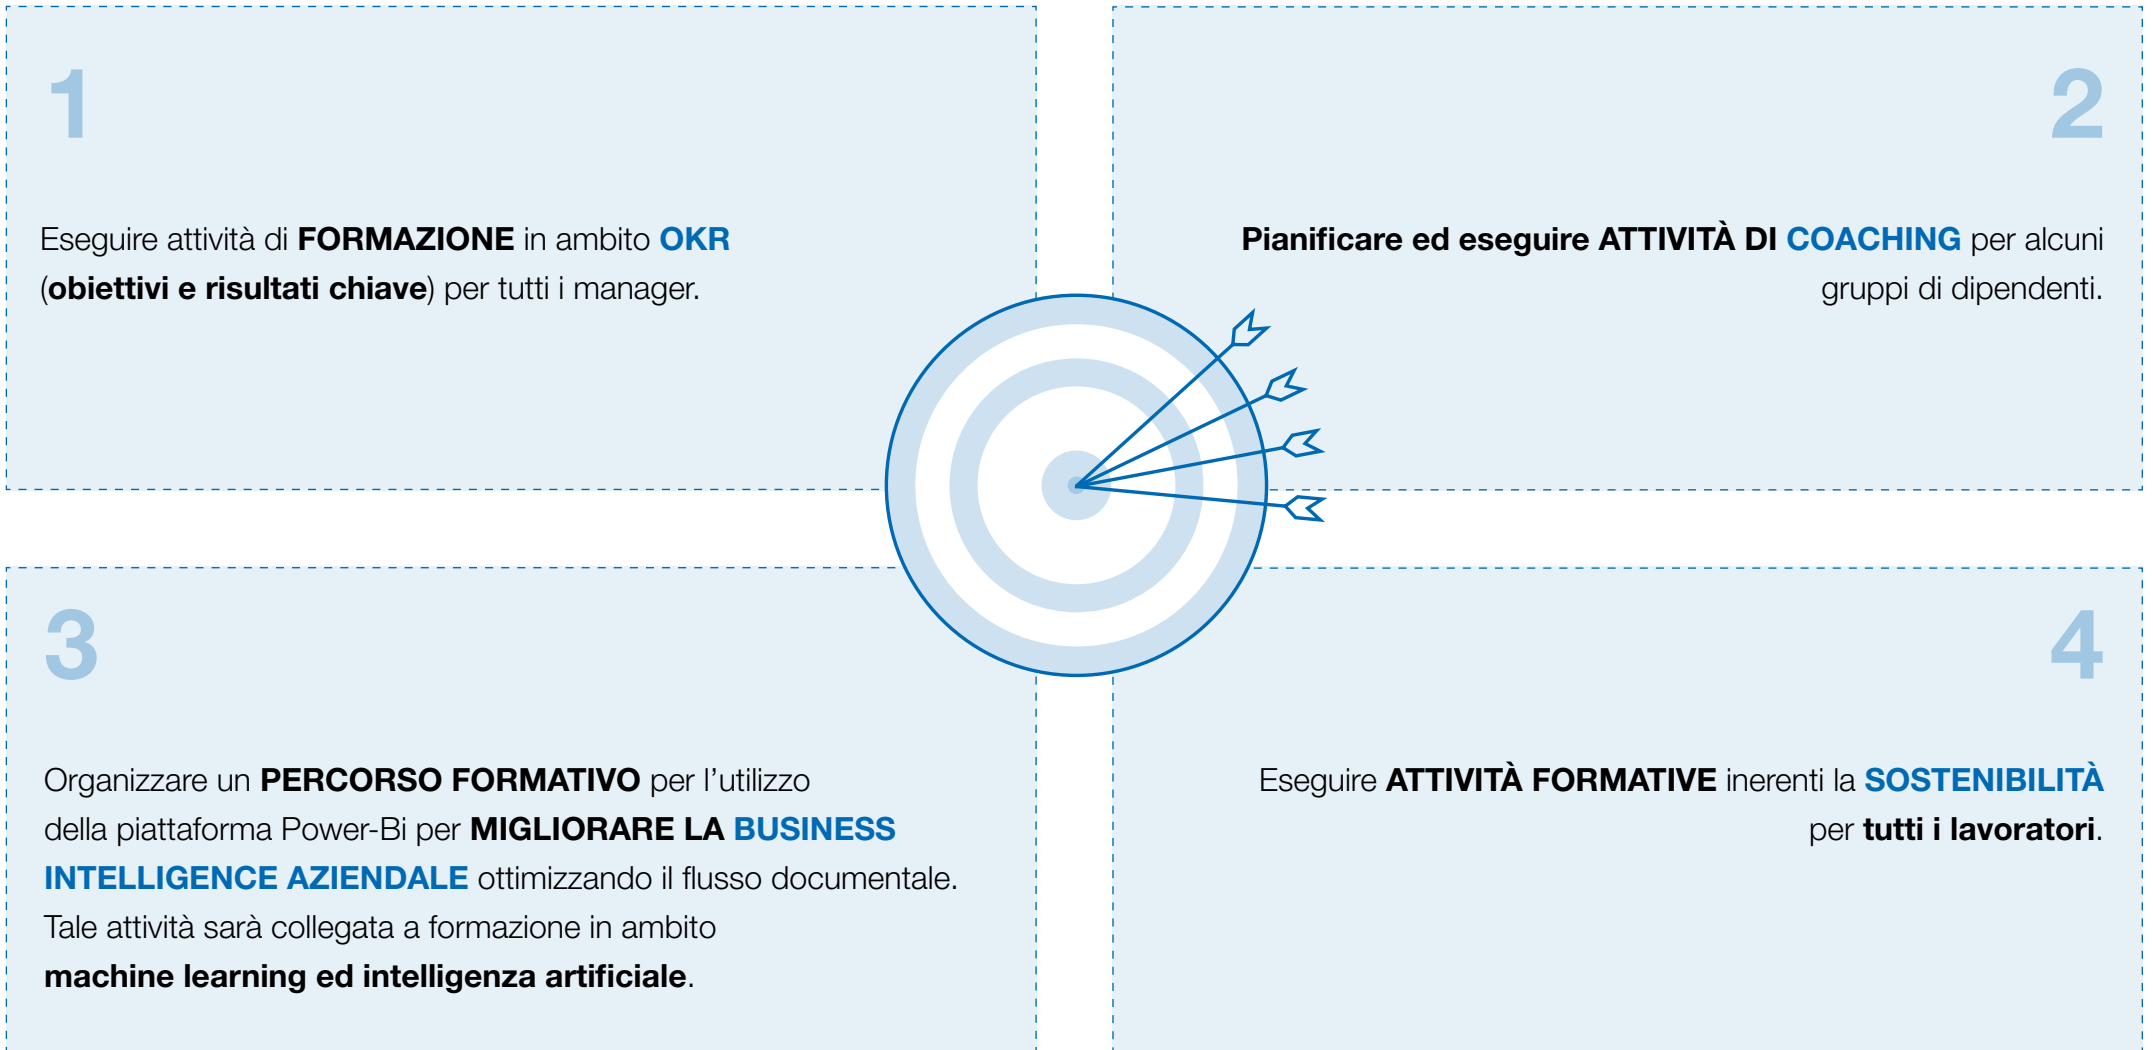 1
Eseguire attività di FORMAZIONE in ambito OKR
(obiettivi e risultati chiave) per tutti i manager.
2
Pianificare ed eseguire ATTIVITÀ DI COACHING per alcuni
gruppi di dipendenti.
3
Organizzare un PERCORSO FORMATIVO per l’utilizzo
della piattaforma Power-Bi per MIGLIORARE LA BUSINESS
INTELLIGENCE AZIENDALE ottimizzando il flusso documentale.
Tale attività sarà collegata a formazione in ambito
machine learning ed intelligenza artificiale.
4
Eseguire ATTIVITÀ FORMATIVE inerenti la SOSTENIBILITÀ
per tutti i lavoratori.